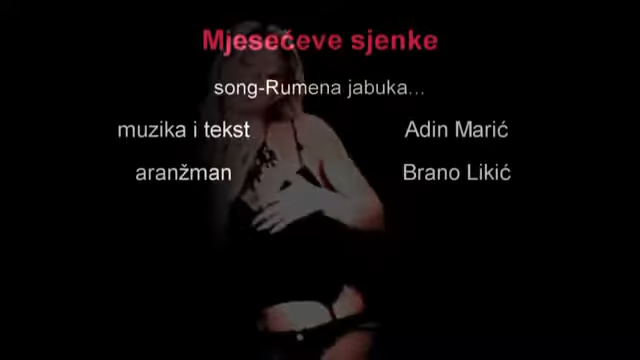 Mjesečeve sjenke
song-Rumena jabuka...
muzika i tekst Adin Marić
aranžman Brano Likić